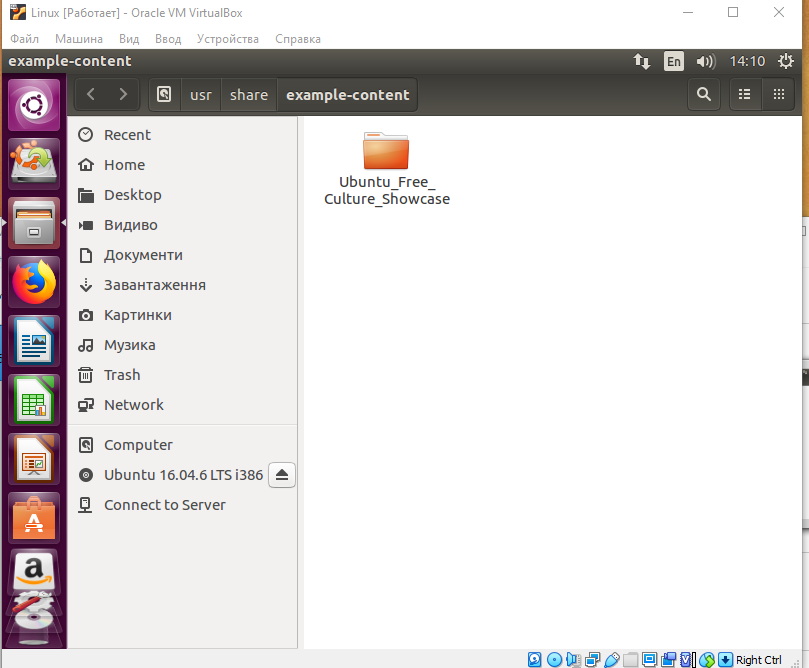 Linux [Работает] - Oracle VM VirtualBox
Файл Машина Вид Ввод Устройства Справка
example-content En 14:10
usr share example-content
Recent
Home
Desktop
Видиво
Документи
Завантаження
Картинки
Музика
Trash
Network
Computer
Ubuntu 16.04.6 LTS i386
Connect to Server
Ubuntu_Free_
Culture_Showcase
Right Ctrl